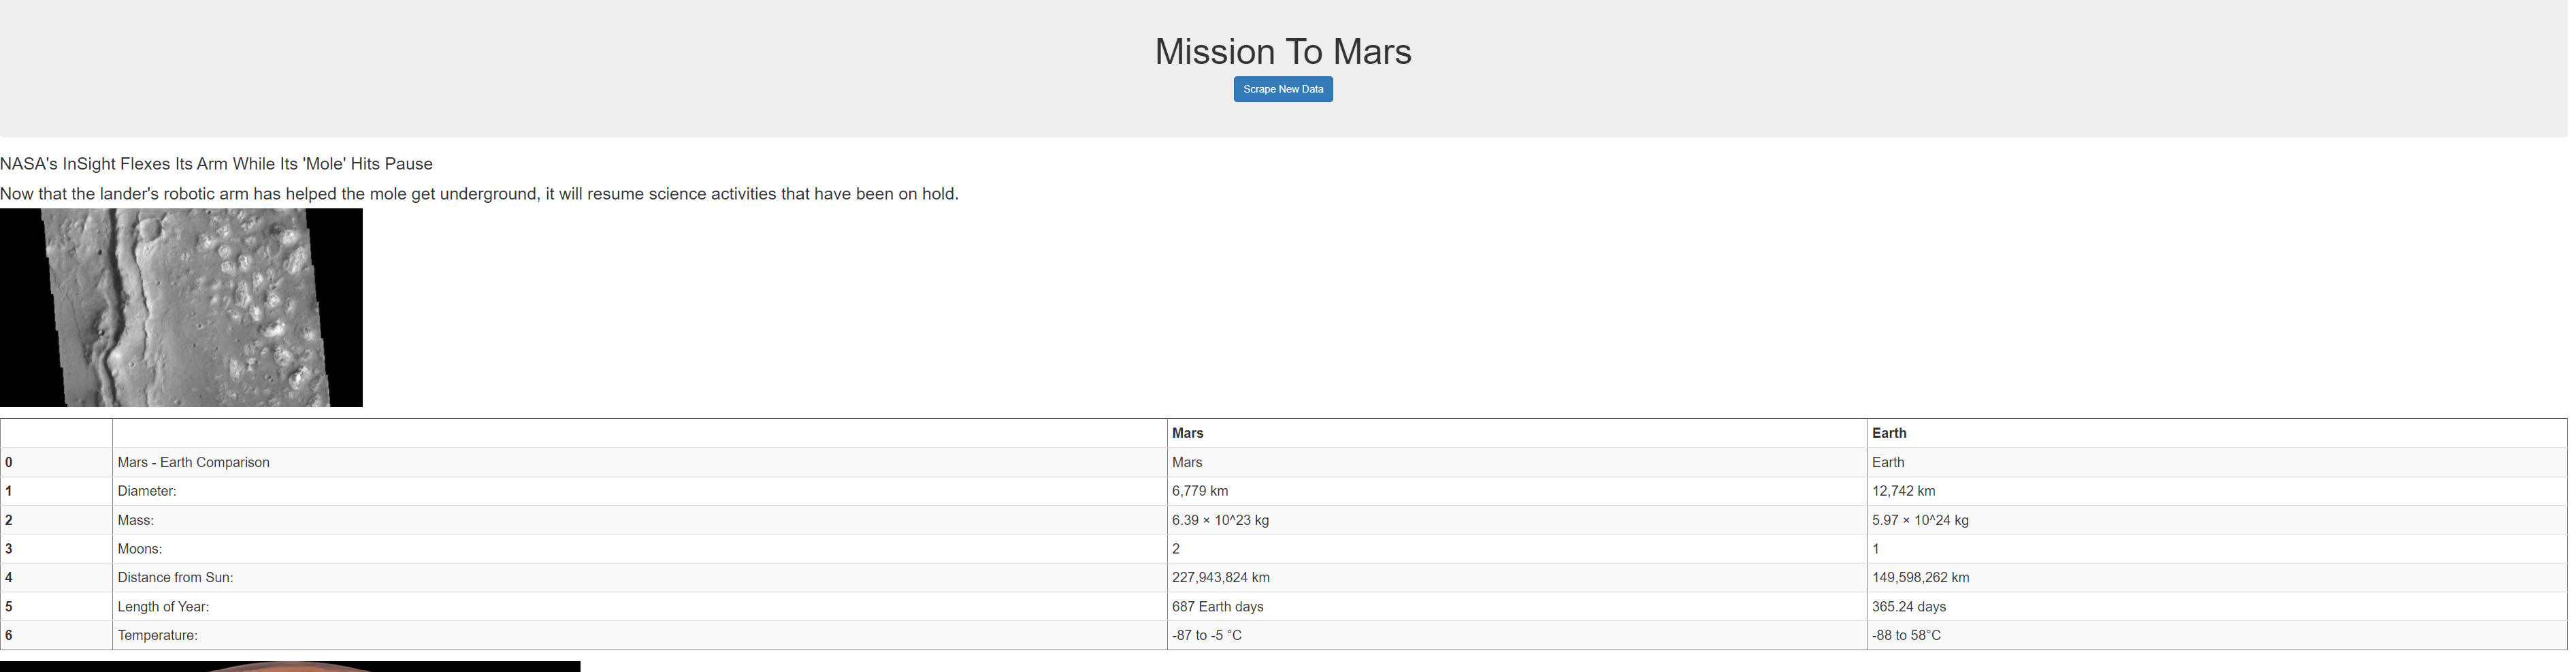 Mission To Mars
Scrape New Data
NASA's InSight Flexes Its Arm While Its 'Mole' Hits Pause
Now that the lander's robotic arm has helped the mole get underground, it will resume science activities that have been on hold.
Mars Earth
0 Mars - Earth Comparison Mars Earth
1 Diameter: 6,779 km 12,742 km
2 Mass: 6.39 × 10^23 kg 5.97 × 10^24 kg
3 Moons: 2 1
4 Distance from Sun: 227,943,824 km 149,598,262 km
5 Length of Year: 687 Earth days 365.24 days
6 Temperature: -87 to -5 °C -88 to 58°C